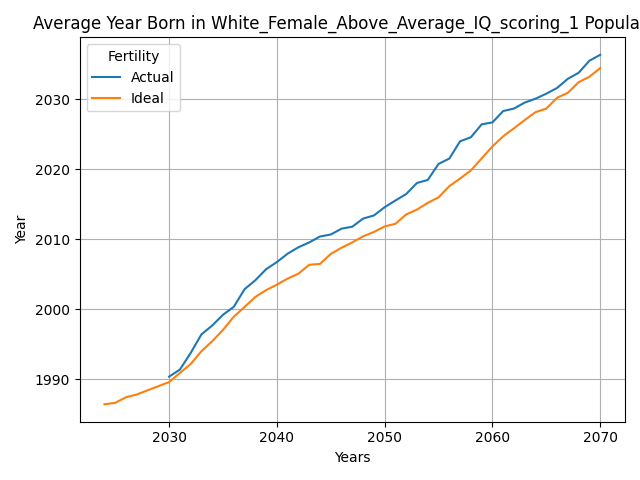 Average Year Born in White_Female_Above_Average_IQ_scoring_1 Popula
Fertility
Actual
Ideal
Year
2030
2020
2010
2000
1990
2030 2040 2050 2060 2070
Years